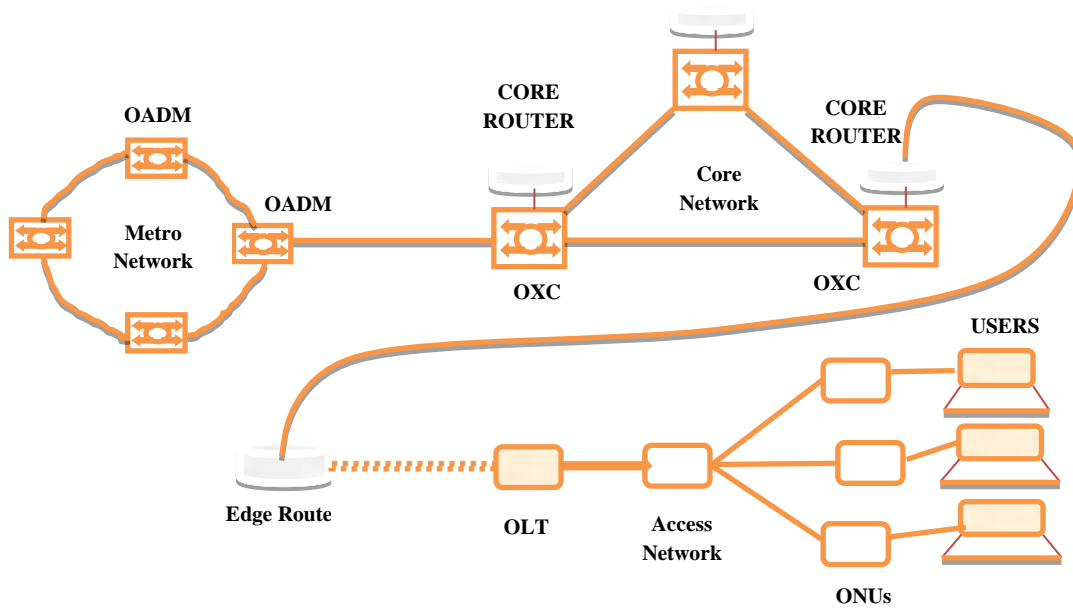 OADM
CORE
ROUTER
CORE
ROUTER
OADM
Metro
Network
Core
Network
OXC
OXC
USERS
Edge Route
OLT
Access
Network
ONUs